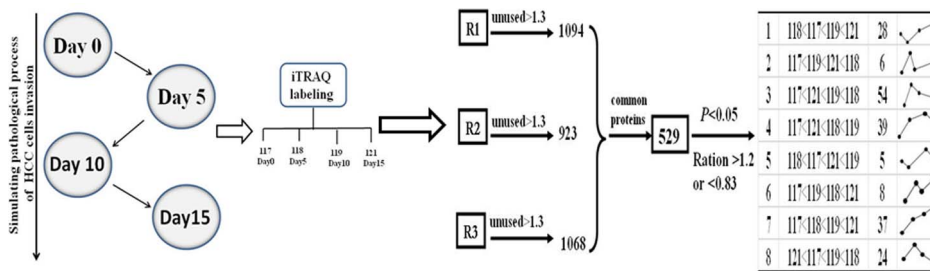 Simulating pathological process
of HCC cells invasion
Day 0
Day 5
Day 10
Day15
iTRAQ
labeling
117 118 119 121
Day0 Day5 Day10 Day15
R1 unused>1.3 1094
R2 unused>1.3 923
R3 unused>1.3 1068
common
proteins
529
P<0.05
Ration >1.2
or <0.83
1 118<117<119<121 28
2 117<119<121<118 6
3 117<121<119<118 54
4 117<121<118<119 39
5 118<117<121<119 5
6 117<119<118<121 8
7 117<118<119<121 37
8 121<117<119<118 24